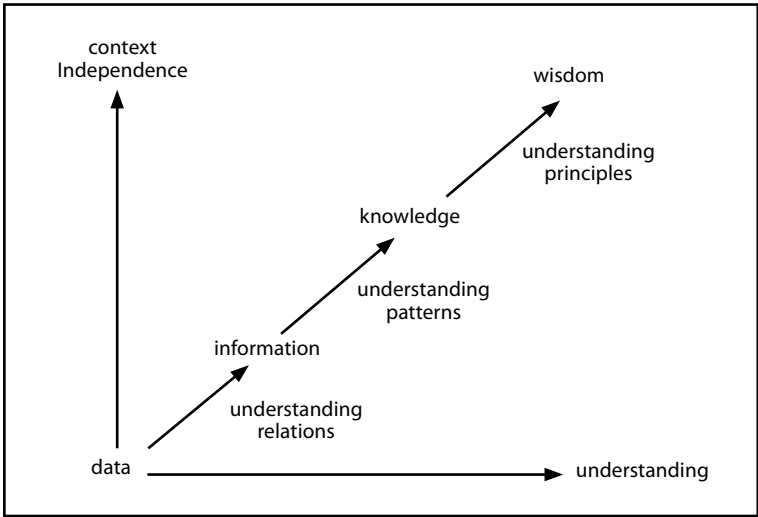 context
Independence
wisdom
understanding
principles
knowledge
understanding
patterns
information
understanding
relations
data
understanding